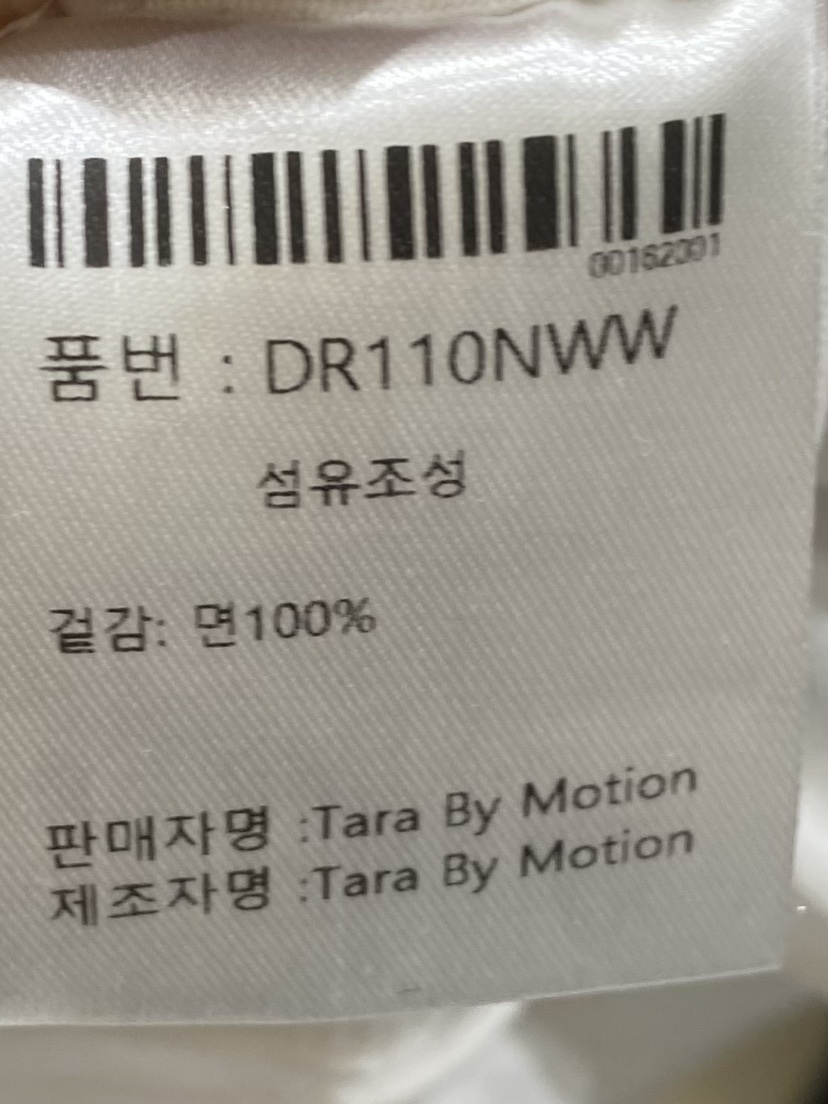 00162001
품번 : DR110NWW
섬유조성
겉감: 면100%
판매자명 :Tara By Motion
제조자명 :Tara By Motion